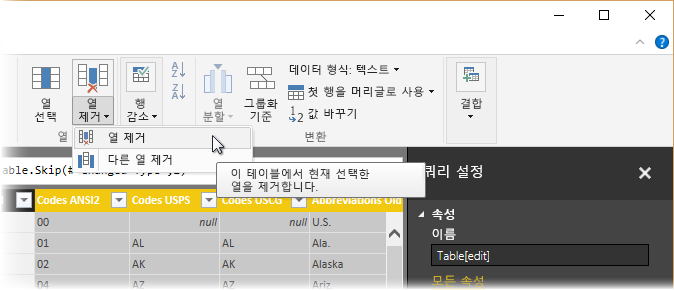 열
선택
열
제거
행
감소
A
Z
Z
A
열
분할
그룹화
기준
데이터 형식: 텍스트
첫 행을 머리글로 사용
1
2
값 바꾸기
결합
열
변환
열 제거
다른 열 제거
이 테이블에서 현재 선택한
열을 제거합니다.
able.Skip(#
쿼리 설정
속성
이름
Table[edit]
모든 속성
Codes ANSI2 Codes USPS Codes USCG Abbreviations Old
00 null null U.S.
01 AL AL Ala.
02 AK AK Alaska
04 AZ AZ Ariz